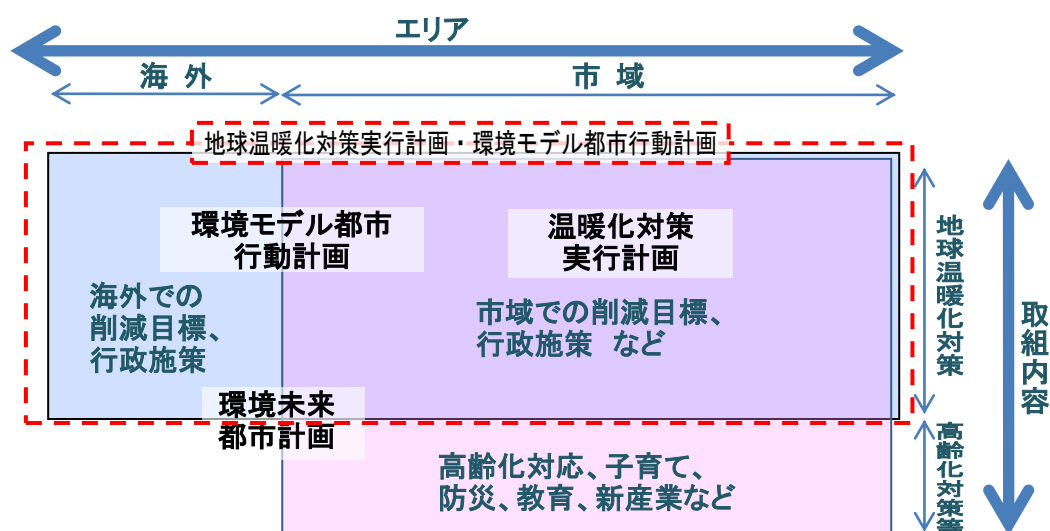 エリア
海 外
市 域
地球温暖化対策実行計画・環境モデル都市行動計画
環境モデル都市
行動計画
温暖化対策
実行計画
海外での
削減目標、
行政施策
市域での削減目標、
行政施策 など
環境未来
都市計画
高齢化対応、子育て、
防災、教育、新産業など
地球温暖化対策
高齢化対策等
取組内容